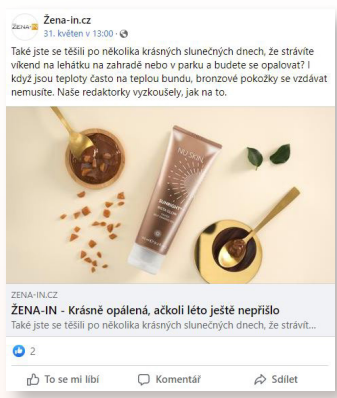 ŽENA-IN
Žena-in.cz
31. květen v 13:00 ·
Také jste se těšili po několika krásných slunečných dnech, že strávíte
víkend na lehátku na zahradě nebo v parku a budete se opalovat? I
když jsou teploty často na teplou bundu, bronzové pokožky se vzdávat
nemusíte. Naše redaktorky vyzkoušely, jak na to.
NU SKIN
SUNRIGHT
ZENA-IN.CZ
ŽENA-IN - Krásně opálená, ačkoli léto ještě nepřišlo
Také jste se těšili po několika krásných slunečných dnech, že strávít...
2
To se mi líbí
Komentář
Sdílet